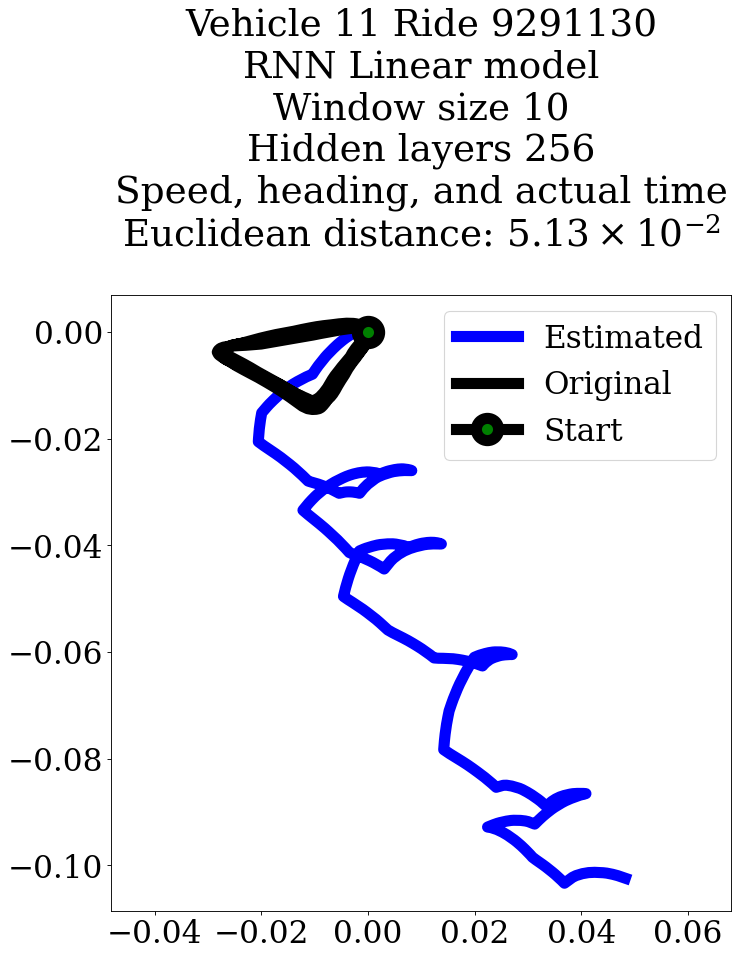 Vehicle 11 Ride 9291130
RNN Linear model
Window size 10
Hidden layers 256
Speed, heading, and actual time
Euclidean distance: 5.13 × 10⁻²
Estimated
Original
Start
0.00
−0.02
−0.04
−0.06
−0.08
−0.10
−0.04 −0.02 0.00 0.02 0.04 0.06